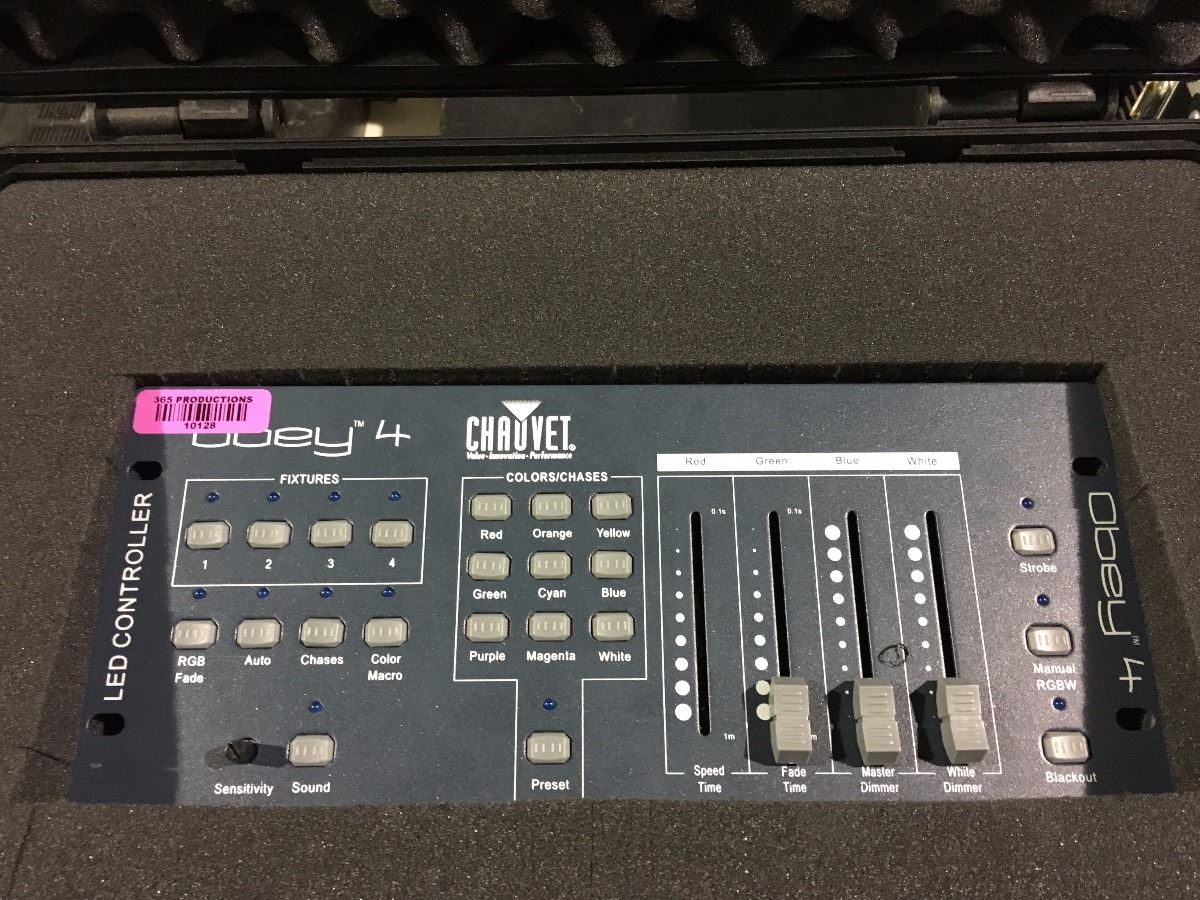 365 PRODUCTIONS
10128
obey™ 4
CHAUVET®
Value · Innovation · Performance
LED CONTROLLER
FIXTURES
1 2 3 4
RGB Fade
Auto
Chases
Color Macro
Sensitivity
Sound
COLORS/CHASES
Red Orange Yellow
Green Cyan Blue
Purple Magenta White
Preset
Red Green Blue White
0.1s 0.1s
1m m
Speed Time
Fade Time
Master Dimmer
White Dimmer
Strobe
Manual RGBW
Blackout
obey™ 4